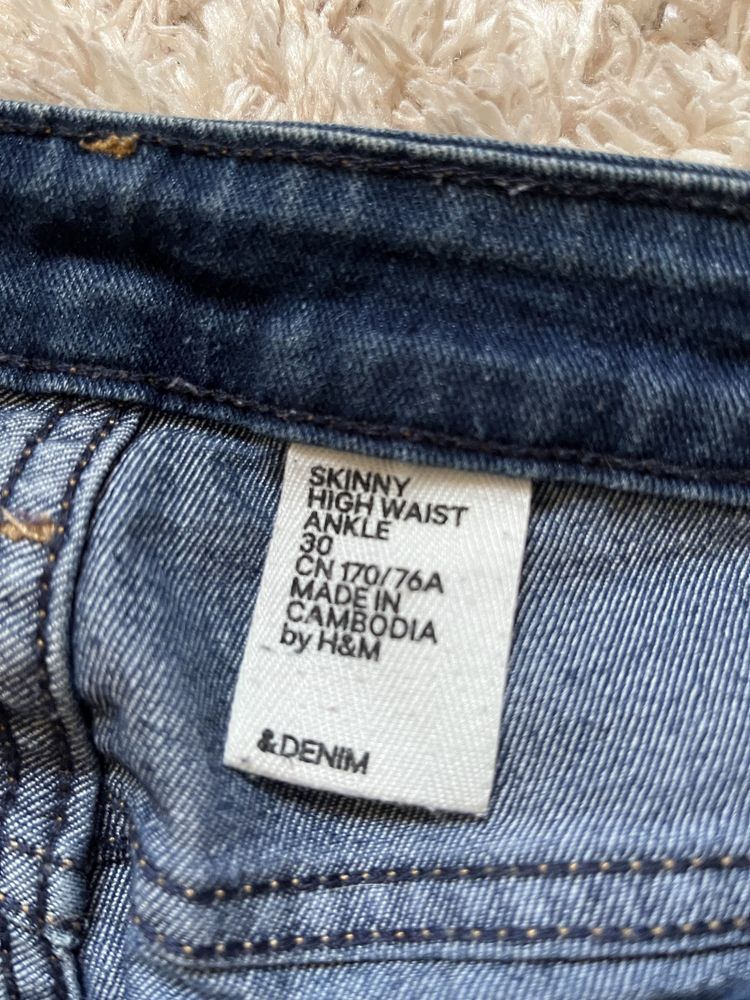 SKINNY
HIGH WAIST
ANKLE
30
CN 170/76A
MADE IN
CAMBODIA
by H&M
&DENIM